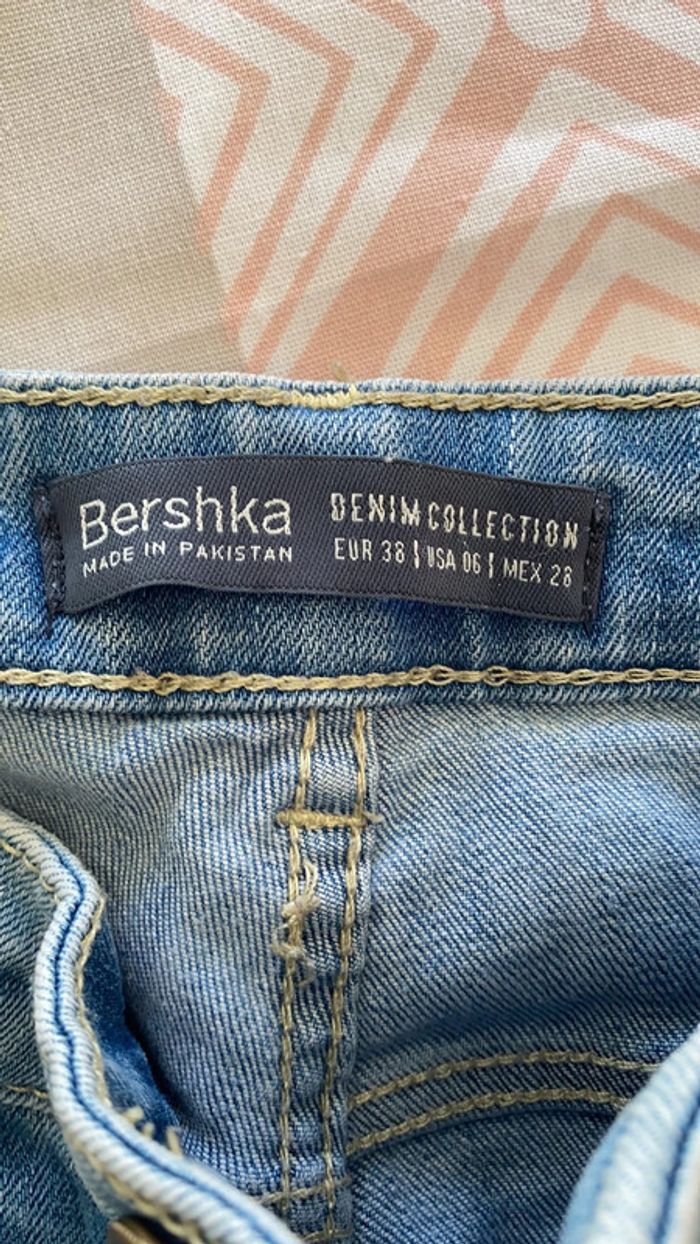 Bershka
MADE IN PAKISTAN
DENIM COLLECTION
EUR 38 | USA 06 | MEX 28